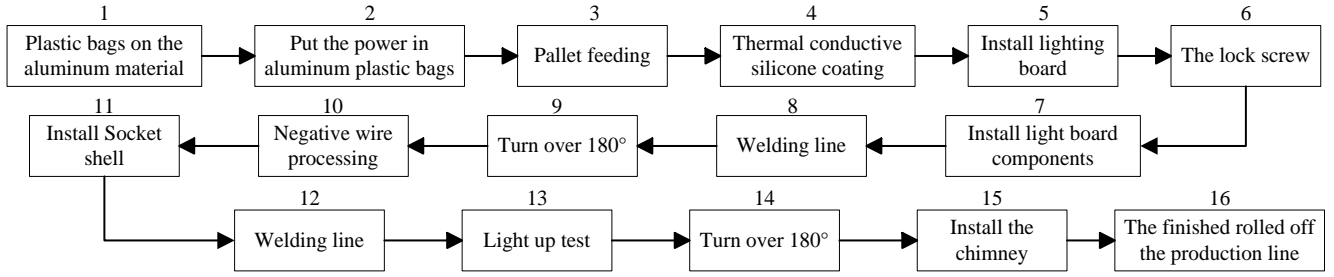 1
Plastic bags on the
aluminum material
2
Put the power in
aluminum plastic bags
3
Pallet feeding
4
Thermal conductive
silicone coating
5
Install lighting
board
6
The lock screw
7
Install light board
components
8
Welding line
9
Turn over 180°
10
Negative wire
processing
11
Install Socket
shell
12
Welding line
13
Light up test
14
Turn over 180°
15
Install the
chimney
16
The finished rolled off
the production line